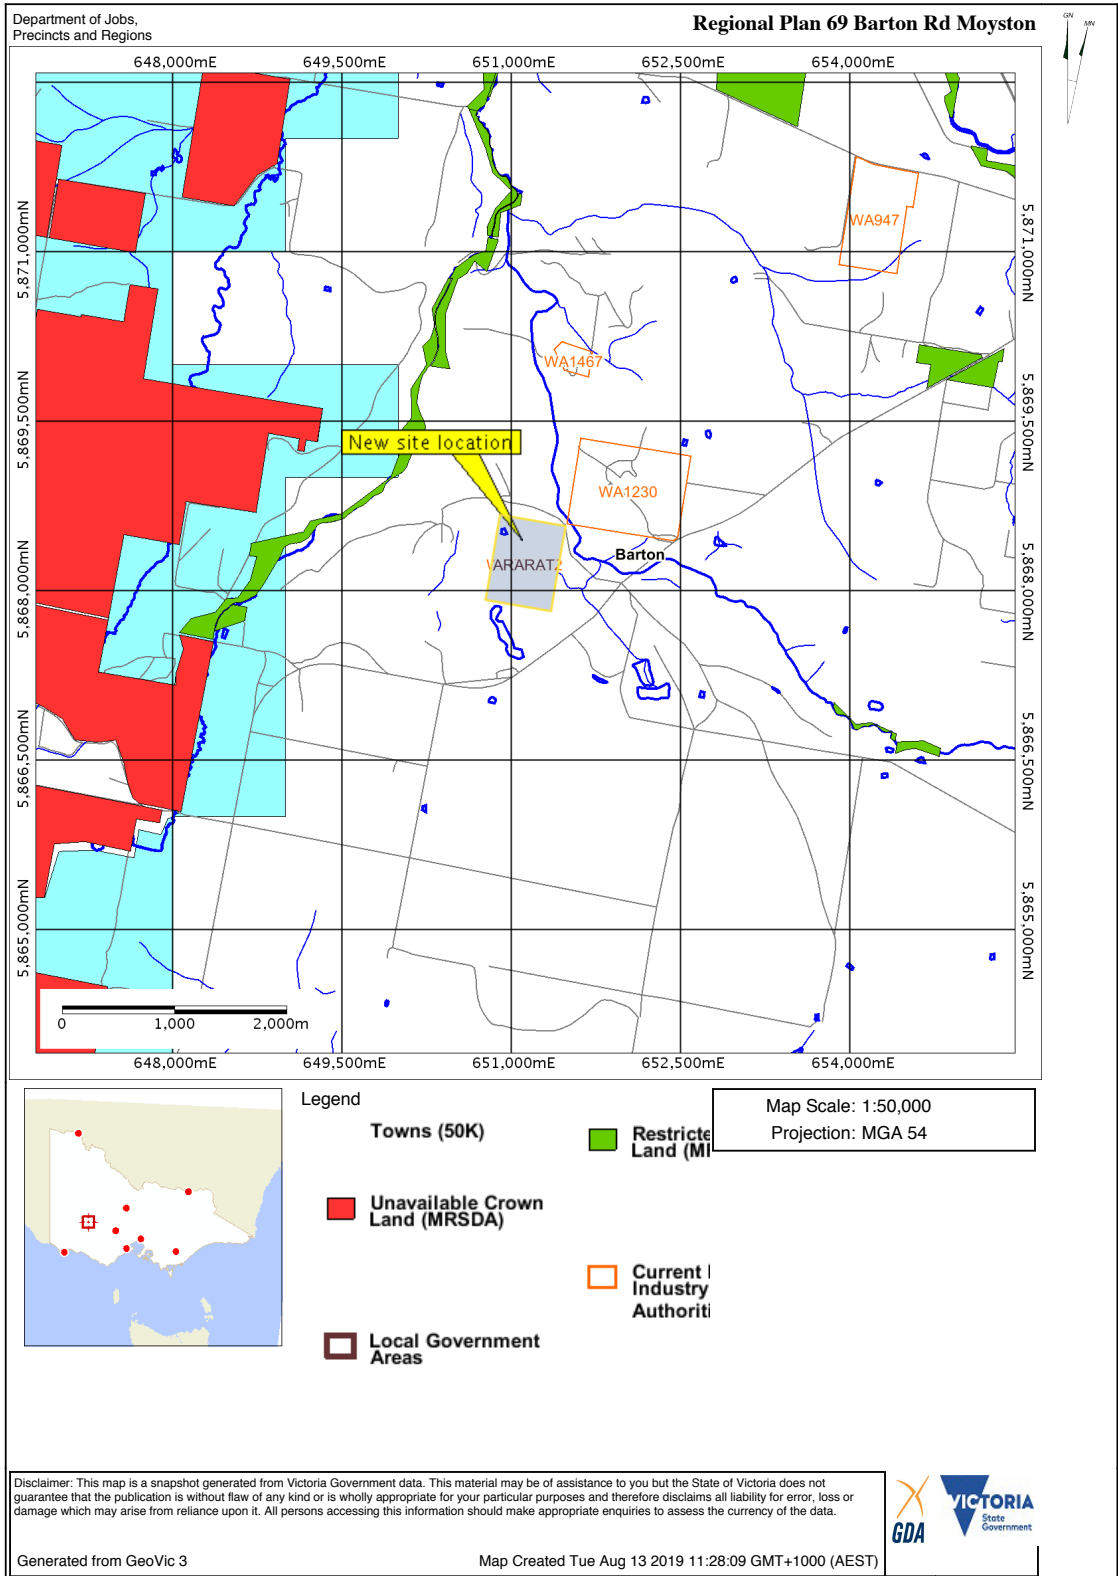 Department of Jobs,
Precincts and Regions
Regional Plan 69 Barton Rd Moyston
GN
MN
648,000mE
649,500mE
651,000mE
652,500mE
654,000mE
5,871,000mN
5,871,000mN
WA947
WA1467
5,869,500mN
5,869,500mN
New site location
WA1230
Barton
ARARAT
5,868,000mN
5,868,000mN
5,866,500mN
5,866,500mN
5,865,000mN
5,865,000mN
0
1,000
2,000m
648,000mE
649,500mE
651,000mE
652,500mE
654,000mE
Legend
Towns (50K)
Unavailable Crown
Land (MRSDA)
Local Government
Areas
Restricte
Land (M
Current
Industry
Authoriti
Map Scale: 1:50,000
Projection: MGA 54
Disclaimer: This map is a snapshot generated from Victoria Government data. This material may be of assistance to you but the State of Victoria does not
guarantee that the publication is without flaw of any kind or is wholly appropriate for your particular purposes and therefore disclaims all liability for error, loss or
damage which may arise from reliance upon it. All persons accessing this information should make appropriate enquiries to assess the currency of the data.
Generated from GeoVic 3
Map Created Tue Aug 13 2019 11:28:09 GMT+1000 (AEST)
GDA
VICTORIA
State
Government